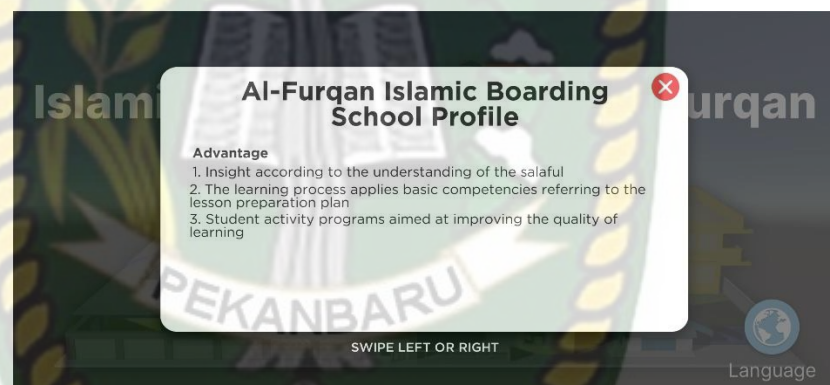 Islami
urqan
Al-Furqan Islamic Boarding
School Profile
Advantage
1. Insight according to the understanding of the salaful
2. The learning process applies basic competencies referring to the
lesson preparation plan
3. Student activity programs aimed at improving the quality of
learning
PEKANBARU
SWIPE LEFT OR RIGHT
Language